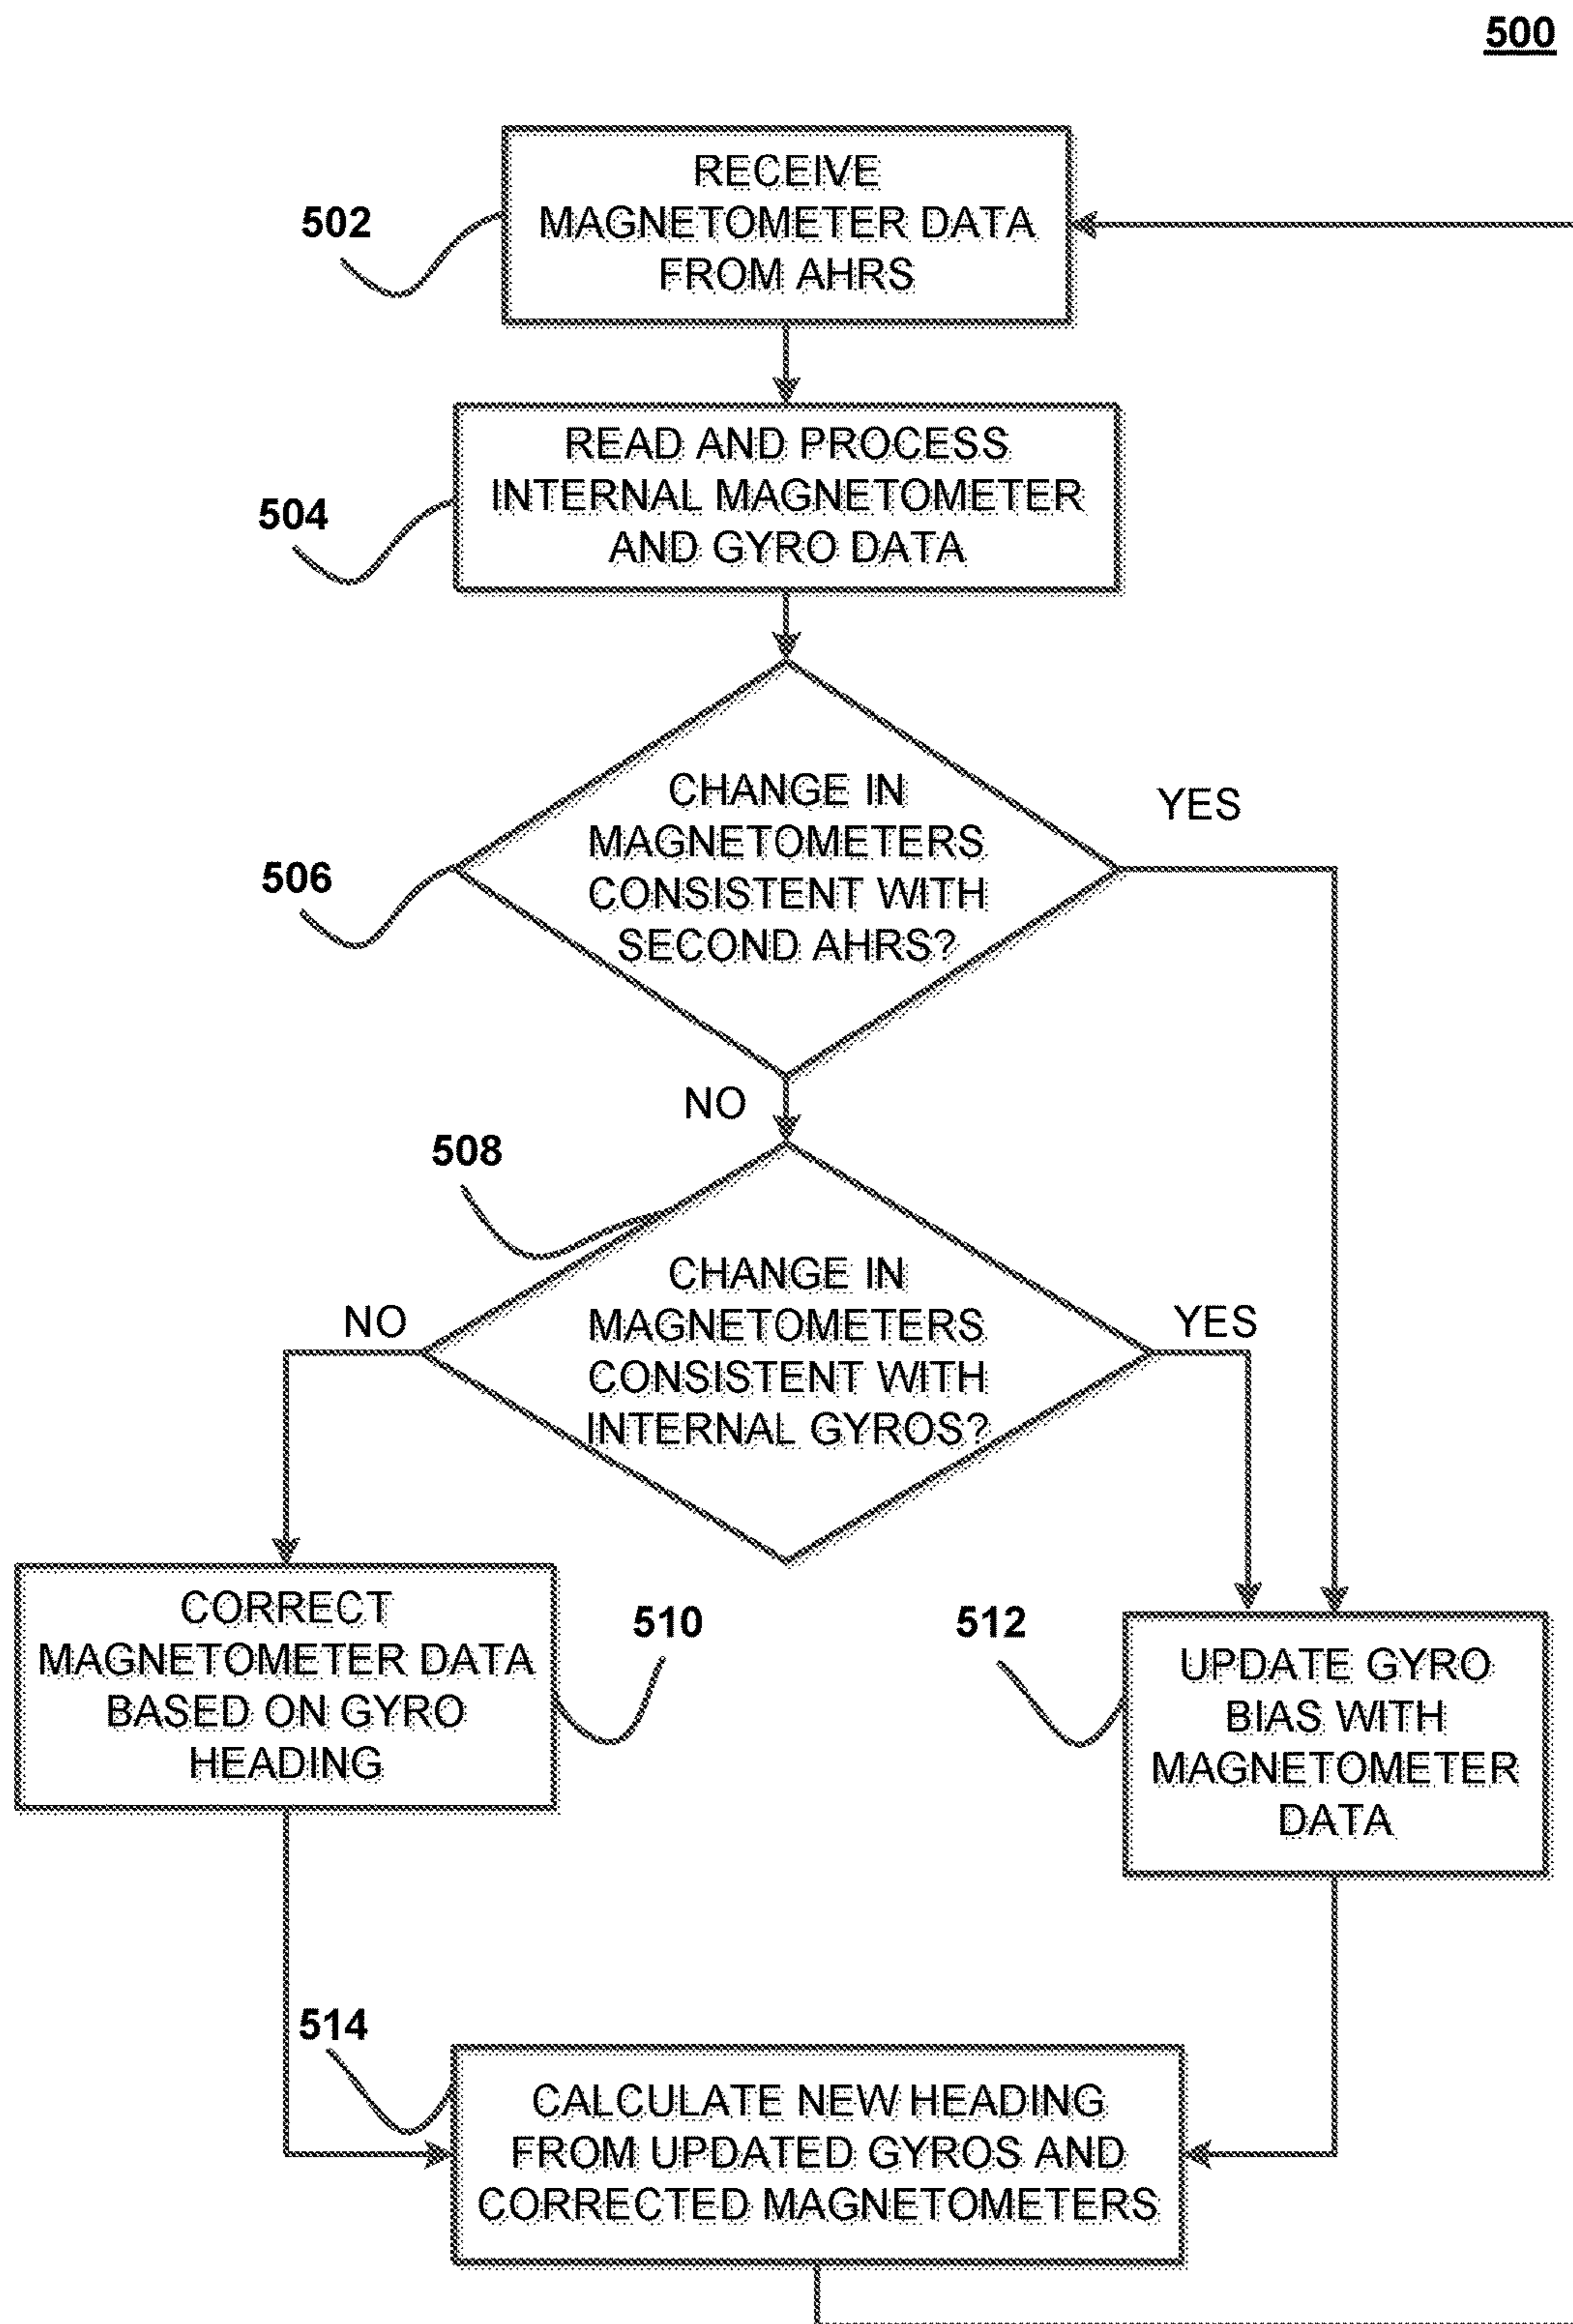 500
RECEIVE
502
MAGNETOMETER DATA
FROM AHRS
READ AND PROCESS
504
INTERNAL MAGNETOMETER
AND GYRO DATA
CHANGE IN
YES
MAGNETOMETERS
506
CONSISTENT WITH
SECOND AHRS?
NO
508
CHANGE IN
NO
MAGNETOMETERS
YES
CONSISTENT WITH
INTERNAL GYROS?
CORRECT
MAGNETOMETER DATA
BASED ON GYRO
HEADING
510
512
UPDATE GYRO
BIAS WITH
MAGNETOMETER
DATA
514
CALCULATE NEW HEADING
FROM UPDATED GYROS AND
CORRECTED MAGNETOMETERS